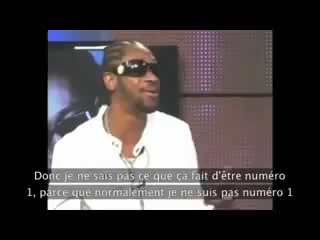 Donc je ne sais pas ce que ça fait d'être numéro
1, parce que normalement je ne suis pas numéro 1